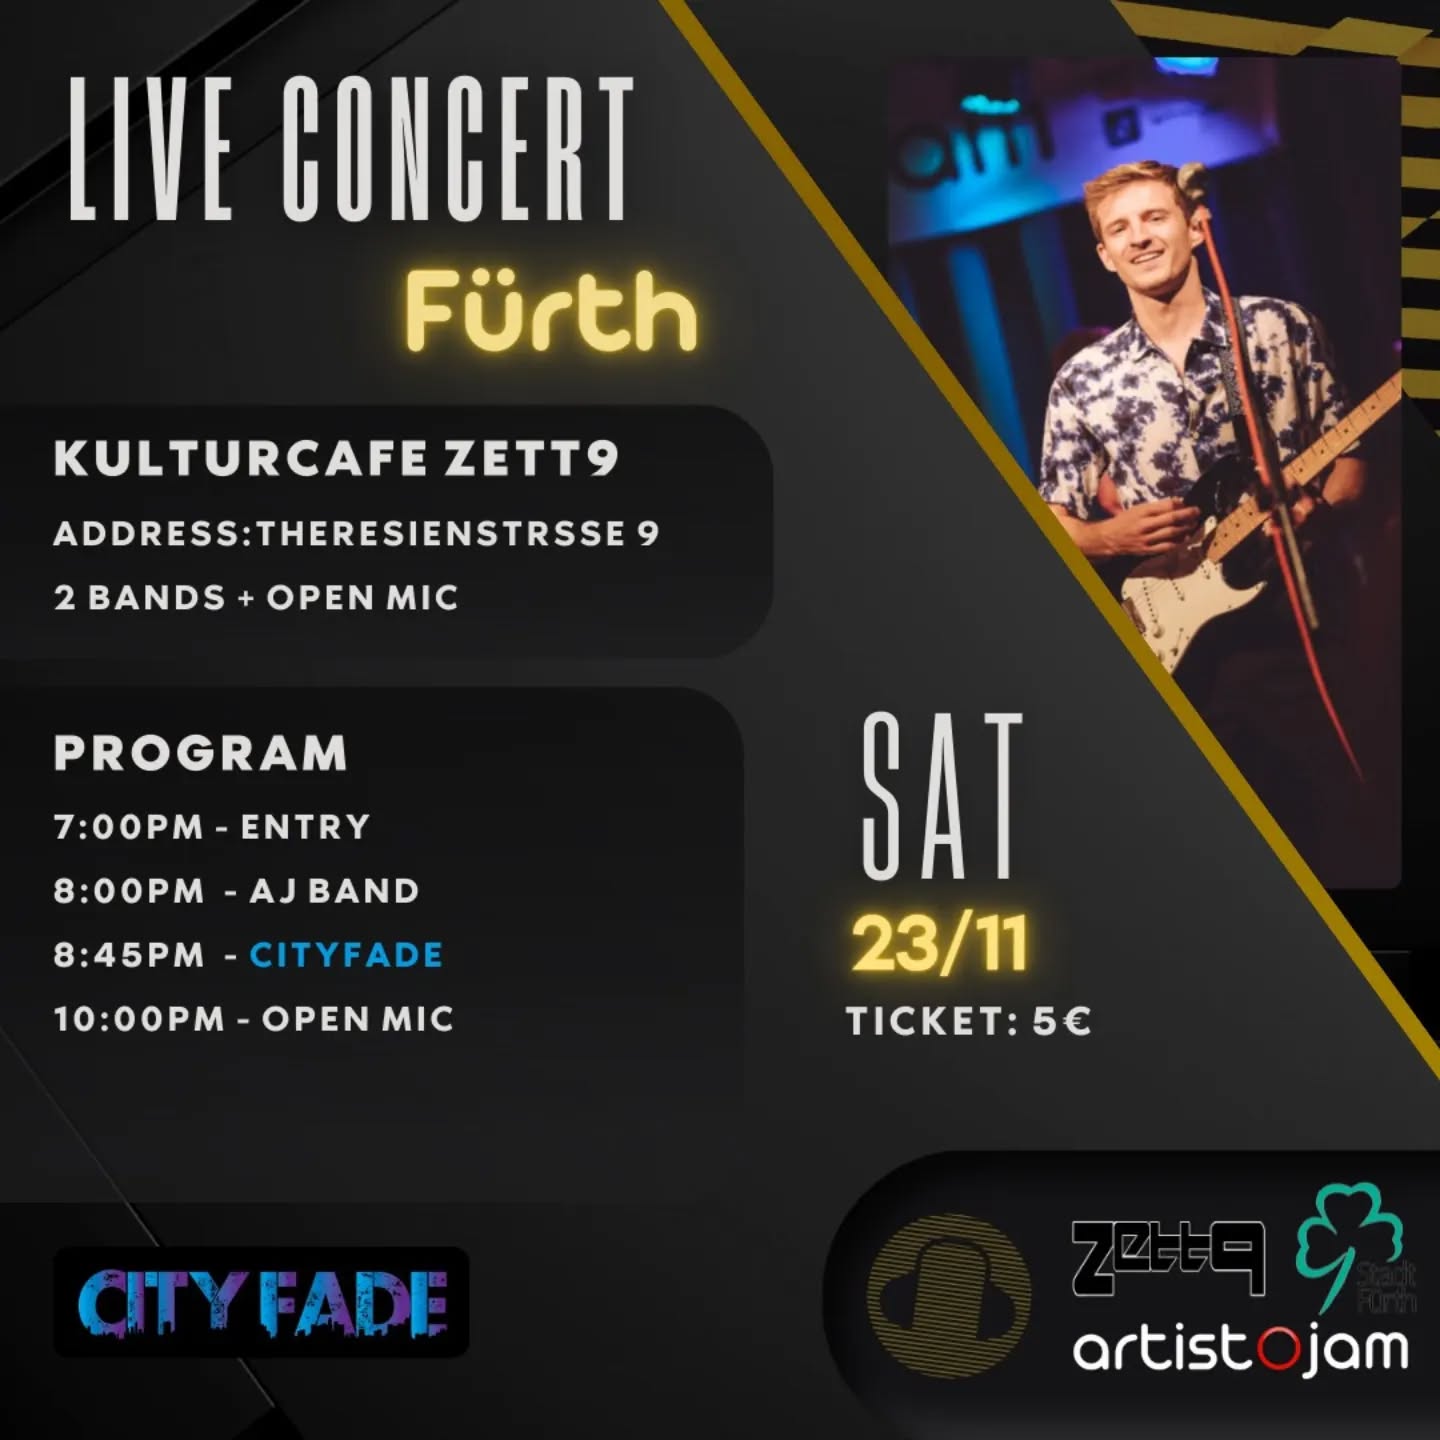 LIVE CONCERT
Fürth
KULTURCAFE ZETT9
ADDRESS:THERESIENSTRSSE 9
2 BANDS + OPEN MIC
PROGRAM
7:00PM - ENTRY
8:00PM - AJ BAND
8:45PM - CITYFADE
10:00PM - OPEN MIC
SAT
23/11
TICKET: 5€
CITY FADE
zett9
Stadt
Fürth
artistjam